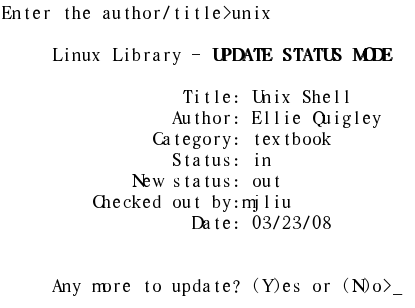 Enter the author/title>unix
Linux Library - UPDATE STATUS MODE
Title: Unix Shell
Author: Ellie Quigley
Category: textbook
Status: in
New status: out
Checked out by:mjliu
Date: 03/23/08
Any more to update? (Y)es or (N)o>_